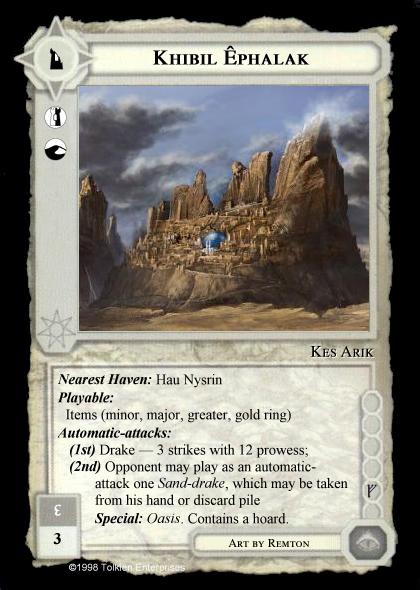 Khibil Êphalak
Kes Arik
Nearest Haven: Hau Nysrin
Playable:
Items (minor, major, greater, gold ring)
Automatic-attacks:
(1st) Drake — 3 strikes with 12 prowess;
(2nd) Opponent may play as an automatic-
attack one Sand-drake, which may be taken
from his hand or discard pile
Special: Oasis. Contains a hoard.
ε
3
ᚠ
Art by Remton
©1998 Tolkien Enterprises